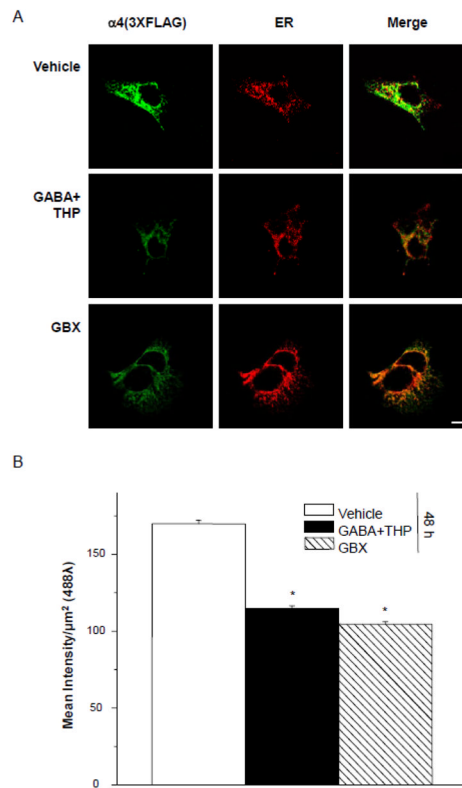 A
α4(3XFLAG) ER Merge
Vehicle
GABA+
THP
GBX
B
Vehicle
GABA+THP
GBX
48 h
Mean Intensity/μm² (488λ)
150
100
50
0
*
*